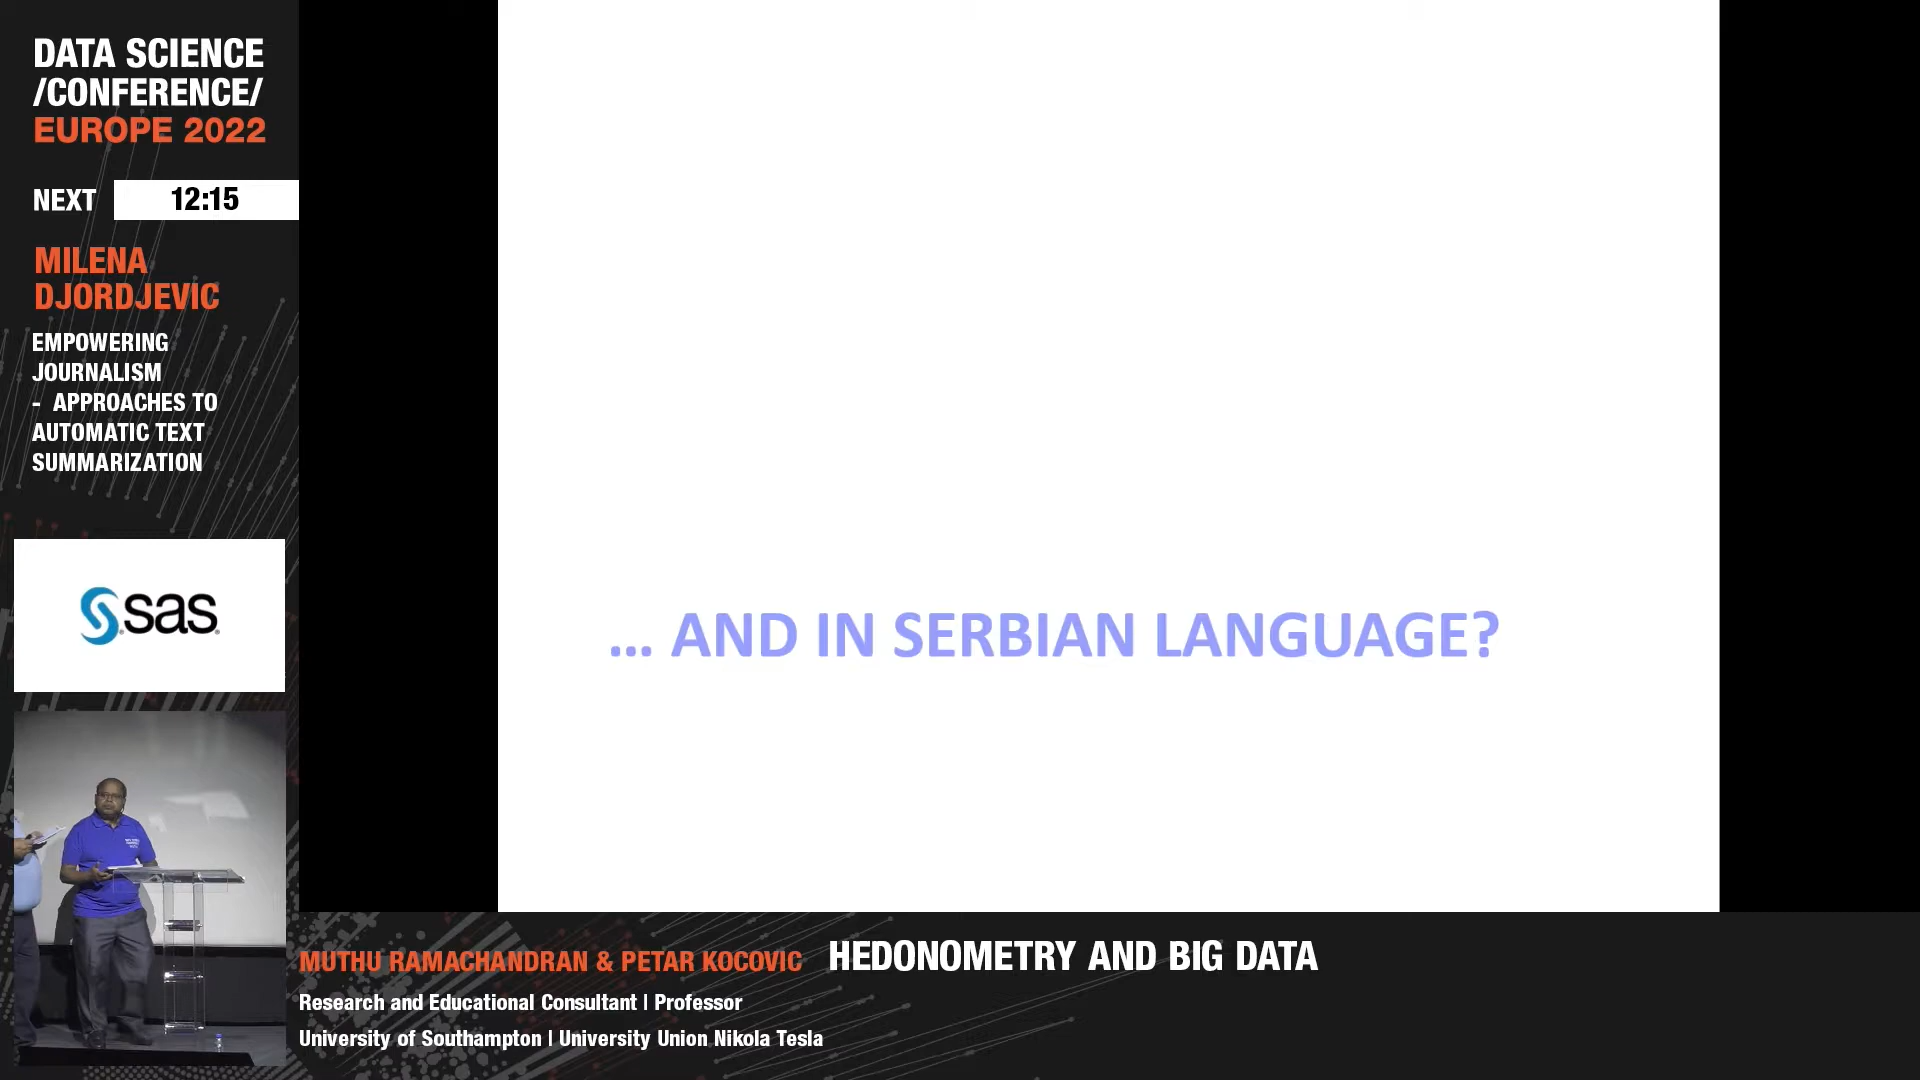 DATA SCIENCE
/CONFERENCE/
EUROPE 2022
NEXT 12:15
MILENA
DJORDJEVIC
EMPOWERING
JOURNALISM
- APPROACHES TO
AUTOMATIC TEXT
SUMMARIZATION
sas
... AND IN SERBIAN LANGUAGE?
MUTHU RAMACHANDRAN & PETAR KOCOVIC HEDONOMETRY AND BIG DATA
Research and Educational Consultant | Professor
University of Southampton | University Union Nikola Tesla